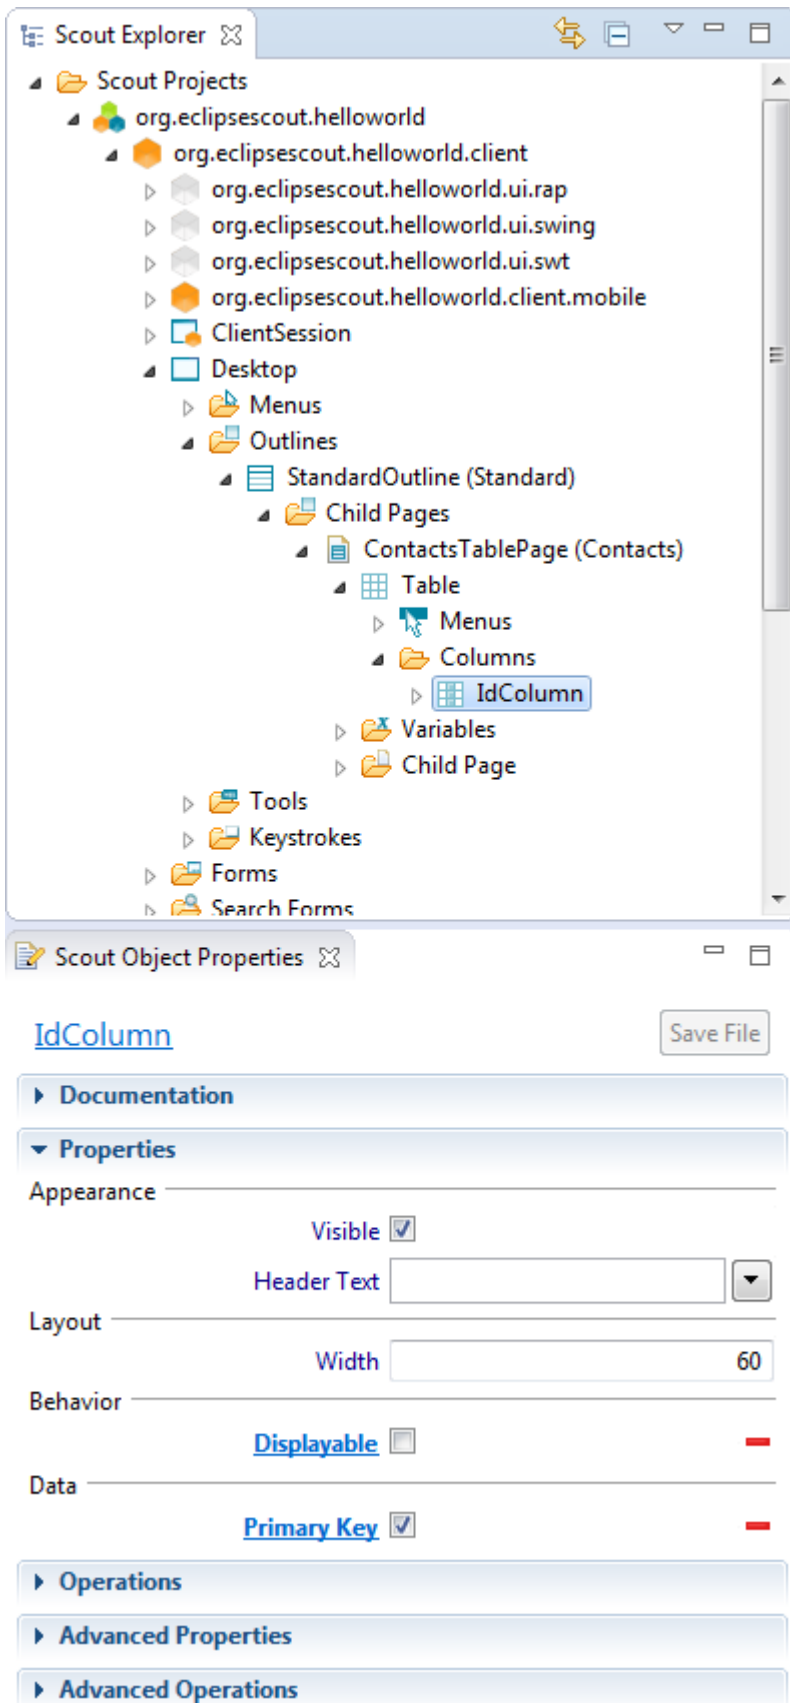 Scout Explorer
Scout Projects
org.eclipsescout.helloworld
org.eclipsescout.helloworld.client
org.eclipsescout.helloworld.ui.rap
org.eclipsescout.helloworld.ui.swing
org.eclipsescout.helloworld.ui.swt
org.eclipsescout.helloworld.client.mobile
ClientSession
Desktop
Menus
Outlines
StandardOutline (Standard)
Child Pages
ContactsTablePage (Contacts)
Table
Menus
Columns
IdColumn
Variables
Child Page
Tools
Keystrokes
Forms
Search Forms
Scout Object Properties
IdColumn Save File
Documentation
Properties
Appearance
Visible
Header Text
Layout
Width 60
Behavior
Displayable
Data
Primary Key
Operations
Advanced Properties
Advanced Operations